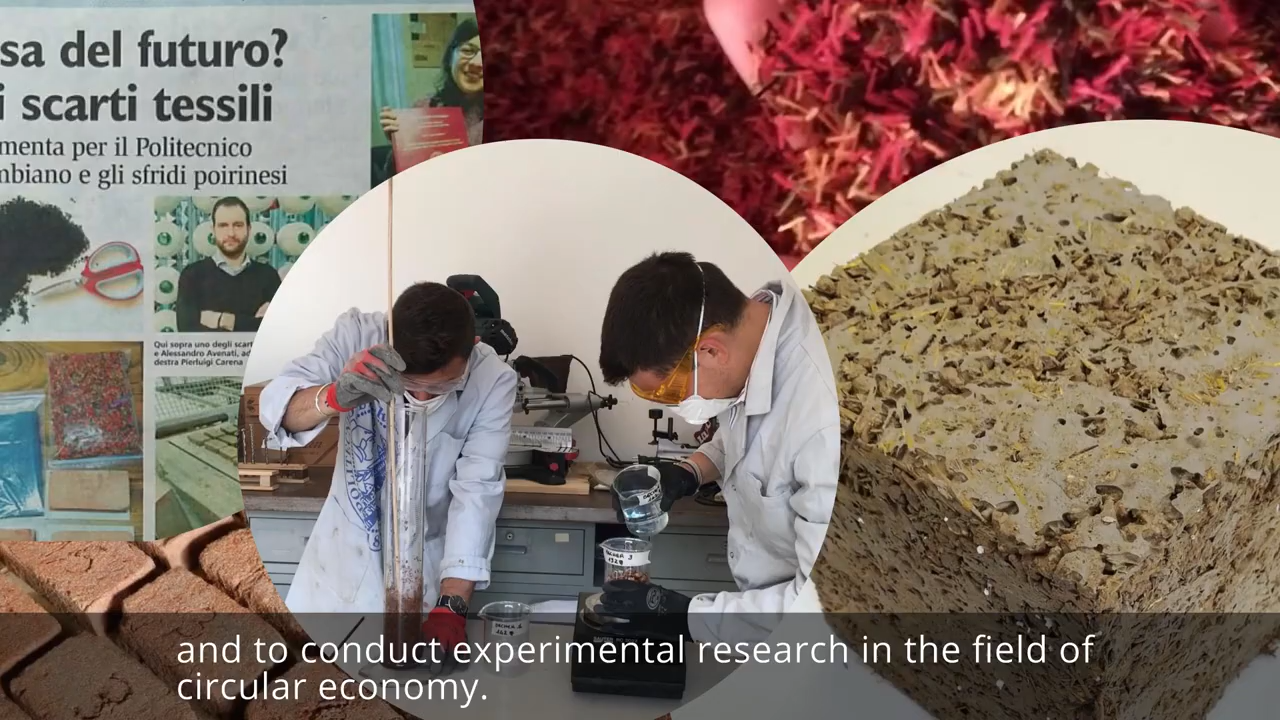 sa del futuro?
i scarti tessili
menta per il Politecnico
mbiano e gli sfridi poirinesi
Qui sopra uno degli scart
e Alessandro Avenati, ad
destra Pierluigi Carena
and to conduct experimental research in the field of
circular economy.